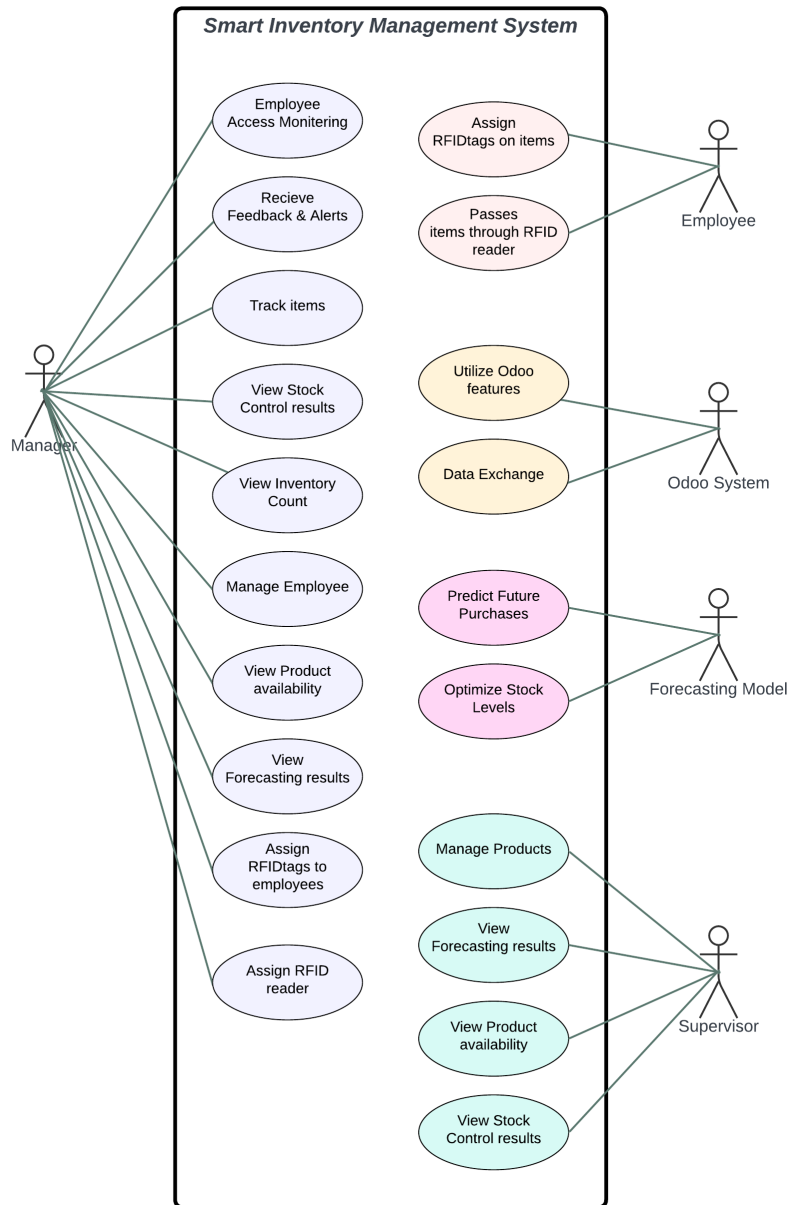 Smart Inventory Management System
Employee
Access Monitering
Recieve
Feedback & Alerts
Track items
View Stock
Control results
View Inventory
Count
Manage Employee
View Product
availability
View
Forecasting results
Assign
RFIDtags to
employees
Assign RFID
reader
Manager
Assign
RFIDtags on items
Passes
items through RFID
reader
Employee
Utilize Odoo
features
Data Exchange
Odoo System
Predict Future
Purchases
Optimize Stock
Levels
Forecasting Model
Manage Products
View
Forecasting results
View Product
availability
View Stock
Control results
Supervisor